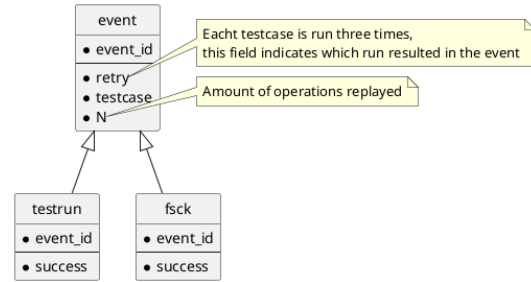 event
event_id
retry
testcase
N
Eacht testcase is run three times,
this field indicates which run resulted in the event
Amount of operations replayed
testrun
event_id
success
fsck
event_id
success